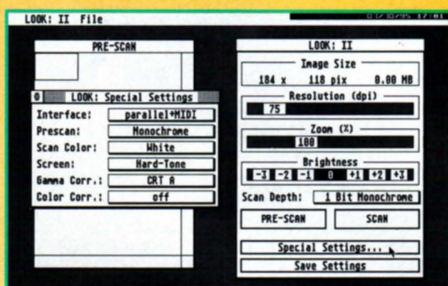 LOOK: II File
PRE-SCAN
LOOK: Special Settings
Interface: parallel+MIDI
Prescan: Monochrome
Scan Color: White
Screen: Hard-Tone
Gamma Corr.: CRT A
Color Corr.: off
LOOK: II
Image Size
184 x 118 pix 0.00 MB
Resolution (dpi)
75
Zoom (%)
100
Brightness
-3 -2 -1 0 +1 +2 +3
Scan Depth: 1 Bit Monochrome
PRE-SCAN SCAN
Special Settings...
Save Settings